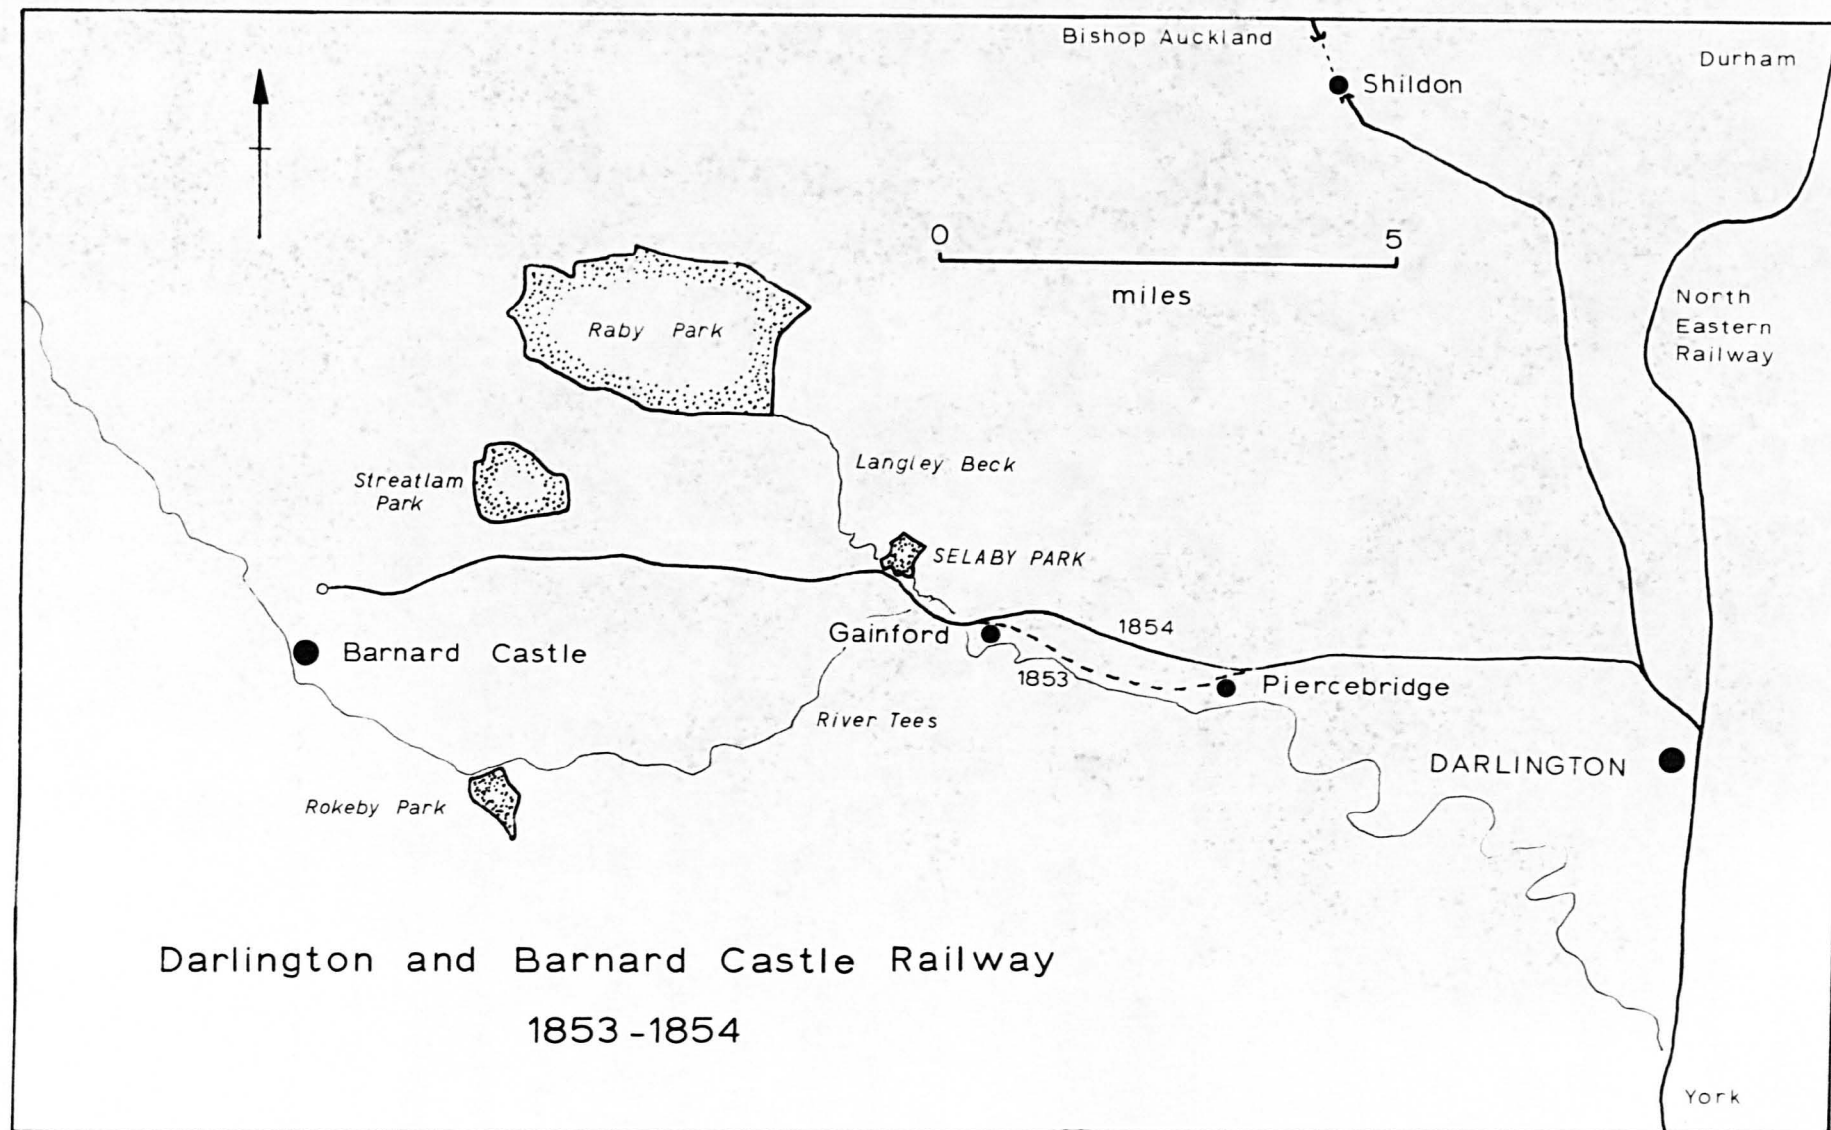 Bishop Auckland
Durham
Shildon
0 5
miles
North
Eastern
Railway
Raby Park
Langley Beck
Streatlam
Park
SELABY PARK
Gainford
1854
1853
Barnard Castle
Piercebridge
River Tees
DARLINGTON
Rokeby Park
Darlington and Barnard Castle Railway
1853-1854
York